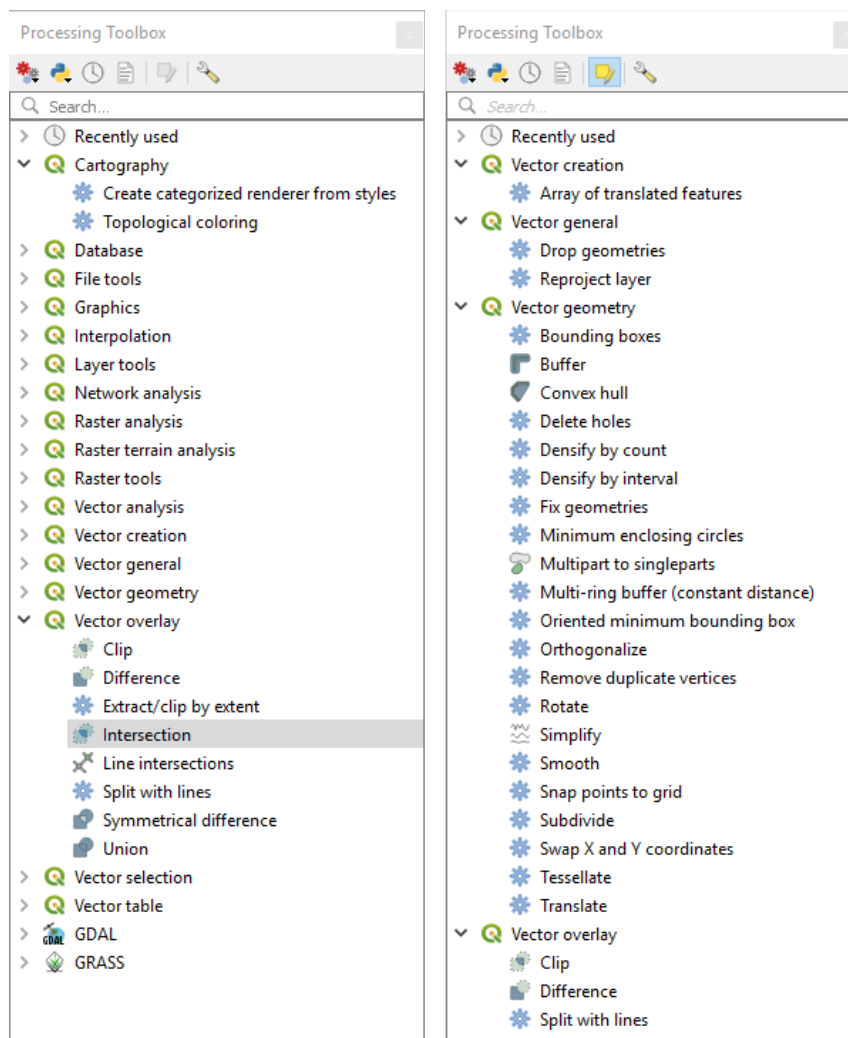 Processing Toolbox
x
Search...
Recently used
Cartography
Create categorized renderer from styles
Topological coloring
Database
File tools
Graphics
Interpolation
Layer tools
Network analysis
Raster analysis
Raster terrain analysis
Raster tools
Vector analysis
Vector creation
Vector general
Vector geometry
Vector overlay
Clip
Difference
Extract/clip by extent
Intersection
Line intersections
Split with lines
Symmetrical difference
Union
Vector selection
Vector table
GDAL
GDAL
GRASS
Processing Toolbox
Search...
Recently used
Vector creation
Array of translated features
Vector general
Drop geometries
Reproject layer
Vector geometry
Bounding boxes
Buffer
Convex hull
Delete holes
Densify by count
Densify by interval
Fix geometries
Minimum enclosing circles
Multipart to singleparts
Multi-ring buffer (constant distance)
Oriented minimum bounding box
Orthogonalize
Remove duplicate vertices
Rotate
Simplify
Smooth
Snap points to grid
Subdivide
Swap X and Y coordinates
Tessellate
Translate
Vector overlay
Clip
Difference
Split with lines